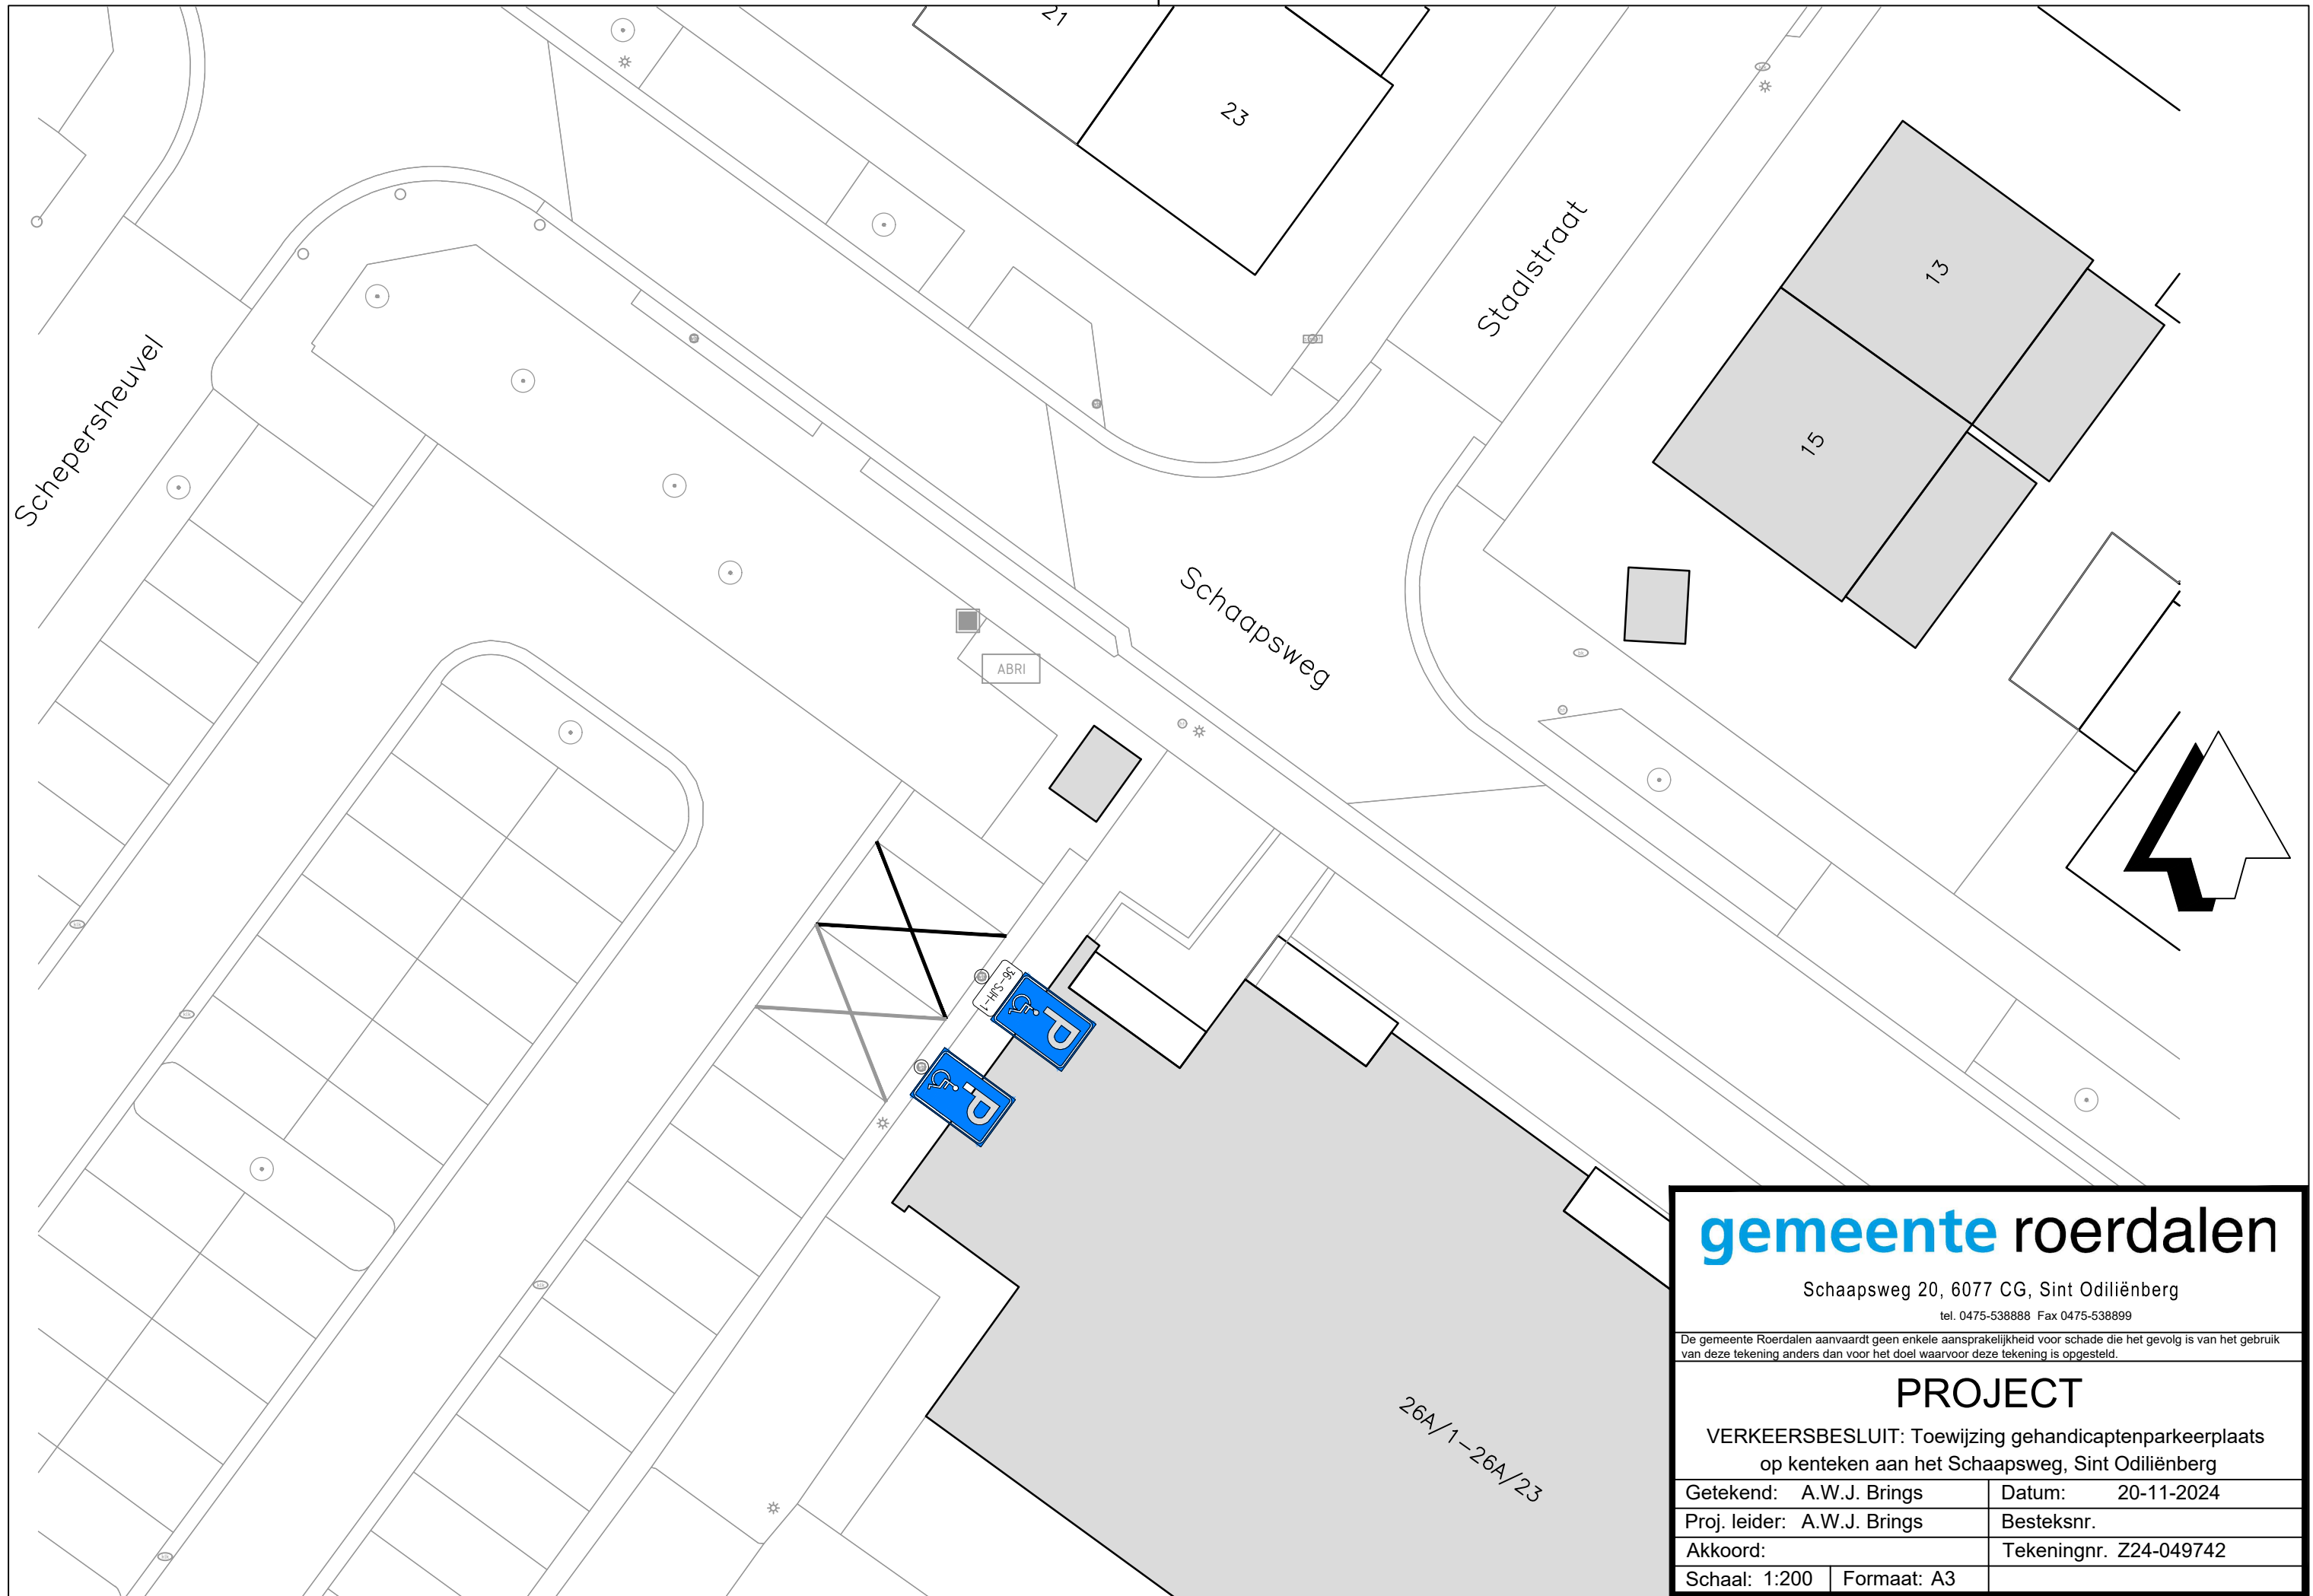 21
23
Staalstraat
13
15
Schepersheuvel
Schaapsweg
ABRI
36-SJH-1
P
P
26A/1-26A/23
gemeente roerdalen
Schaapsweg 20, 6077 CG, Sint Odiliënberg
tel. 0475-538888 Fax 0475-538899
De gemeente Roerdalen aanvaardt geen enkele aansprakelijkheid voor schade die het gevolg is van het gebruik
van deze tekening anders dan voor het doel waarvoor deze tekening is opgesteld.
PROJECT
VERKEERSBESLUIT: Toewijzing gehandicaptenparkeerplaats
op kenteken aan het Schaapsweg, Sint Odiliënberg
Getekend: A.W.J. Brings Datum: 20-11-2024
Proj. leider: A.W.J. Brings Besteksnr.
Akkoord: Tekeningnr. Z24-049742
Schaal: 1:200 Formaat: A3